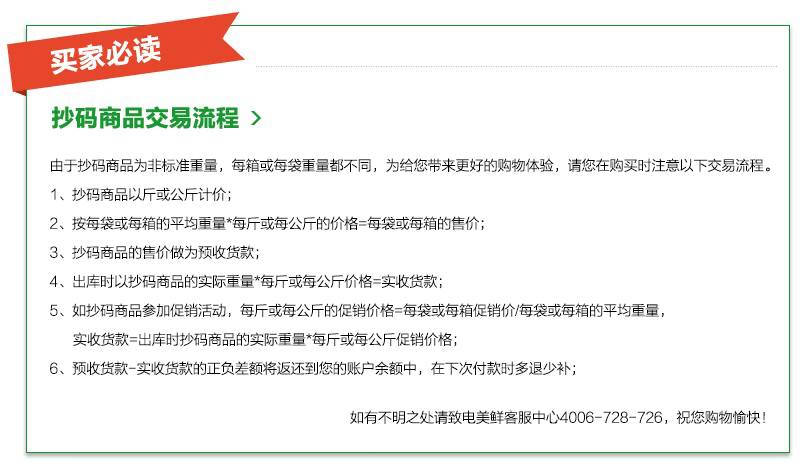 买家必读
抄码商品交易流程 >
由于抄码商品为非标准重量，每箱或每袋重量都不同，为给您带来更好的购物体验，请您在购买时注意以下交易流程。
1、抄码商品以斤或公斤计价；
2、按每袋或每箱的平均重量*每斤或每公斤的价格=每袋或每箱的售价；
3、抄码商品的售价做为预收货款；
4、出库时以抄码商品的实际重量*每斤或每公斤价格=实收货款；
5、如抄码商品参加促销活动，每斤或每公斤的促销价格=每袋或每箱促销价/每袋或每箱的平均重量，
实收货款=出库时抄码商品的实际重量*每斤或每公斤促销价格；
6、预收货款-实收货款的正负差额将返还到您的账户余额中，在下次付款时多退少补；
如有不明之处请致电美鲜客服中心4006-728-726，祝您购物愉快！